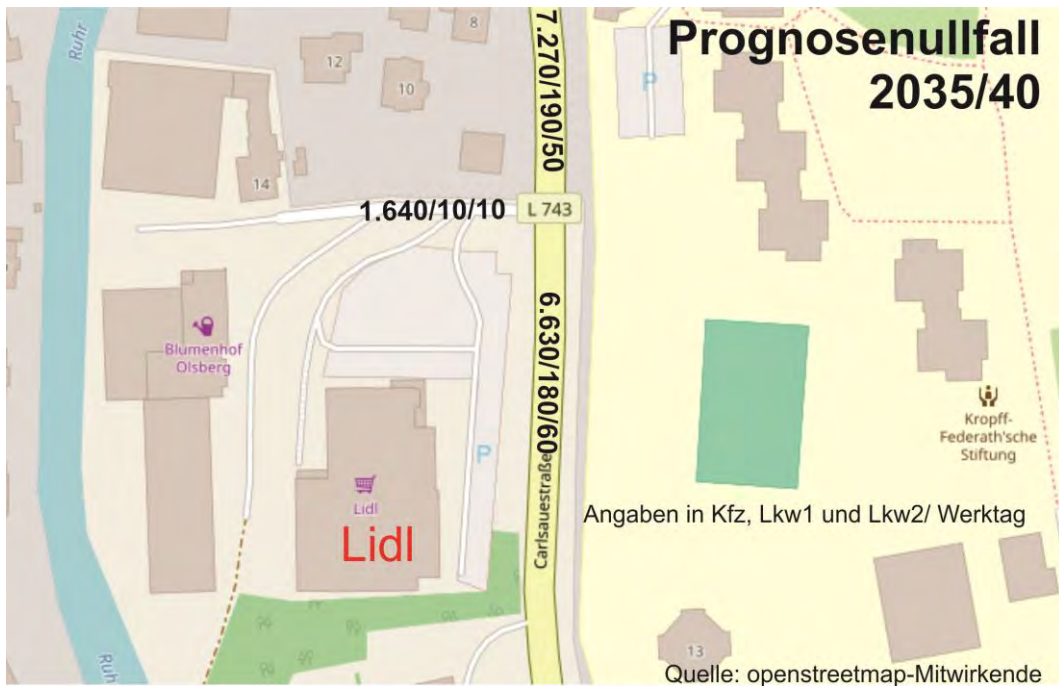 Prognosenullfall
2035/40
Ruhr
8
12
10
14
P
7.270/190/50
1.640/10/10
L 743
6.630/180/60
Blumenhof
Olsberg
Kropff-
Federath'sche
Stiftung
P
Lidl
Lidl
Carlsauestraße
Angaben in Kfz, Lkw1 und Lkw2/ Werktag
13
Ruhr
Quelle: openstreetmap-Mitwirkende